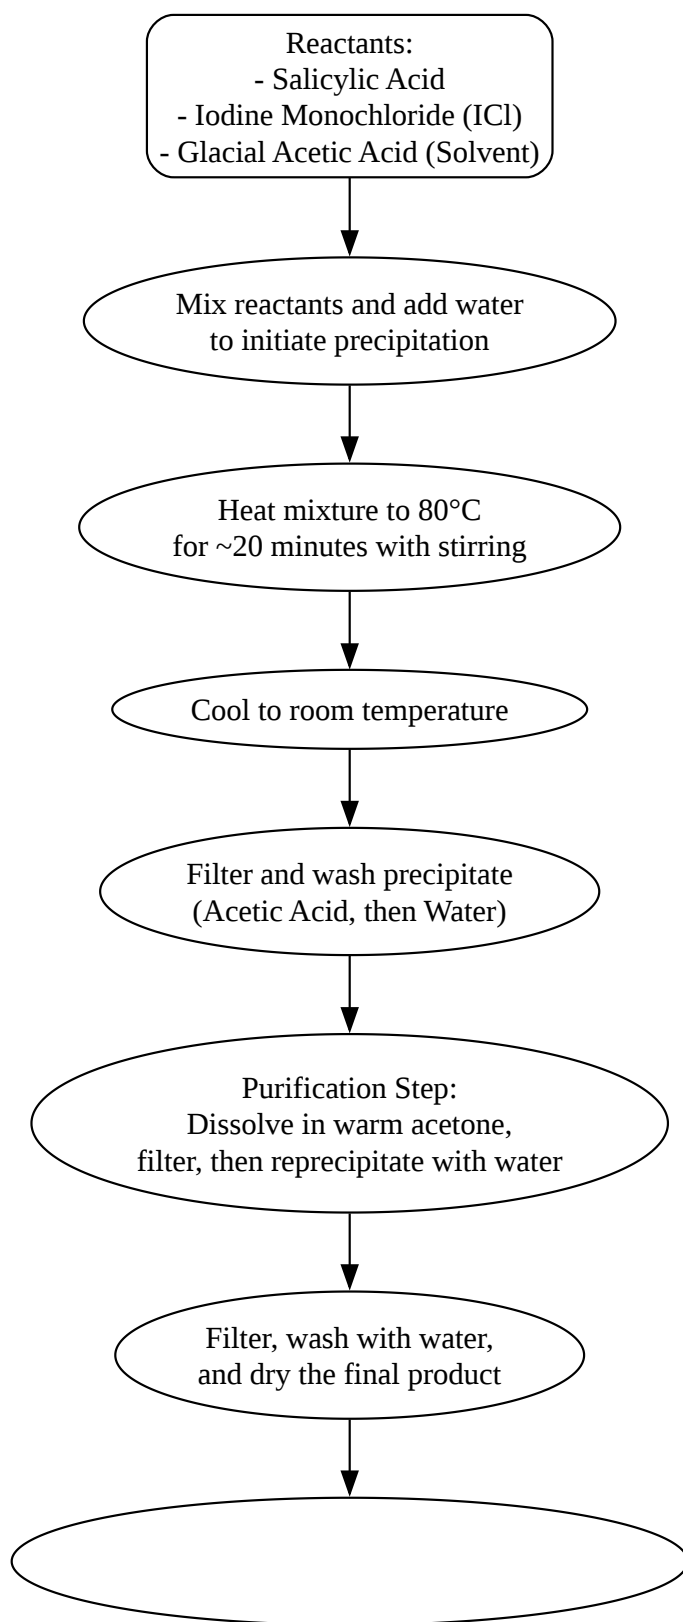 Reactants:
- Salicylic Acid
- Iodine Monochloride (ICl)
- Glacial Acetic Acid (Solvent)
Mix reactants and add water
to initiate precipitation
Heat mixture to 80°C
for ~20 minutes with stirring
Cool to room temperature
Filter and wash precipitate
(Acetic Acid, then Water)
Purification Step:
Dissolve in warm acetone,
filter, then reprecipitate with water
Filter, wash with water,
and dry the final product